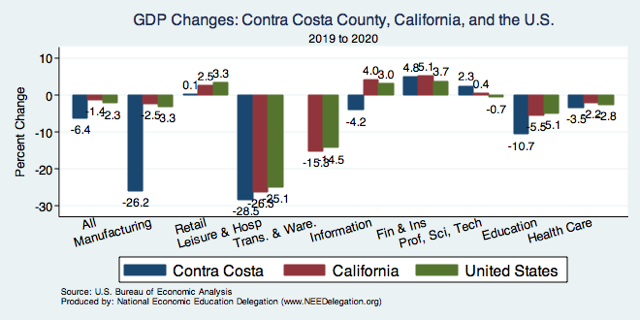 GDP Changes: Contra Costa County, California, and the U.S.
2019 to 2020
Percent Change
10
0
-10
-20
-30
-6.4
-1.4
-2.3
-26.2
-2.5
-3.3
0.1
2.5
3.3
-28.5
-26.3
-25.1
-15.3
-14.5
-4.2
4.0
3.0
4.8
5.1
3.7
2.3
0.4
-0.7
-10.7
-5.5
-5.1
-3.5
-2.2
-2.8
All
Manufacturing
Retail
Leisure & Hosp
Trans. & Ware.
Information
Fin & Ins
Prof, Sci, Tech
Education
Health Care
Contra Costa
California
United States
Source: U.S. Bureau of Economic Analysis
Produced by: National Economic Education Delegation (www.NEEDelegation.org)